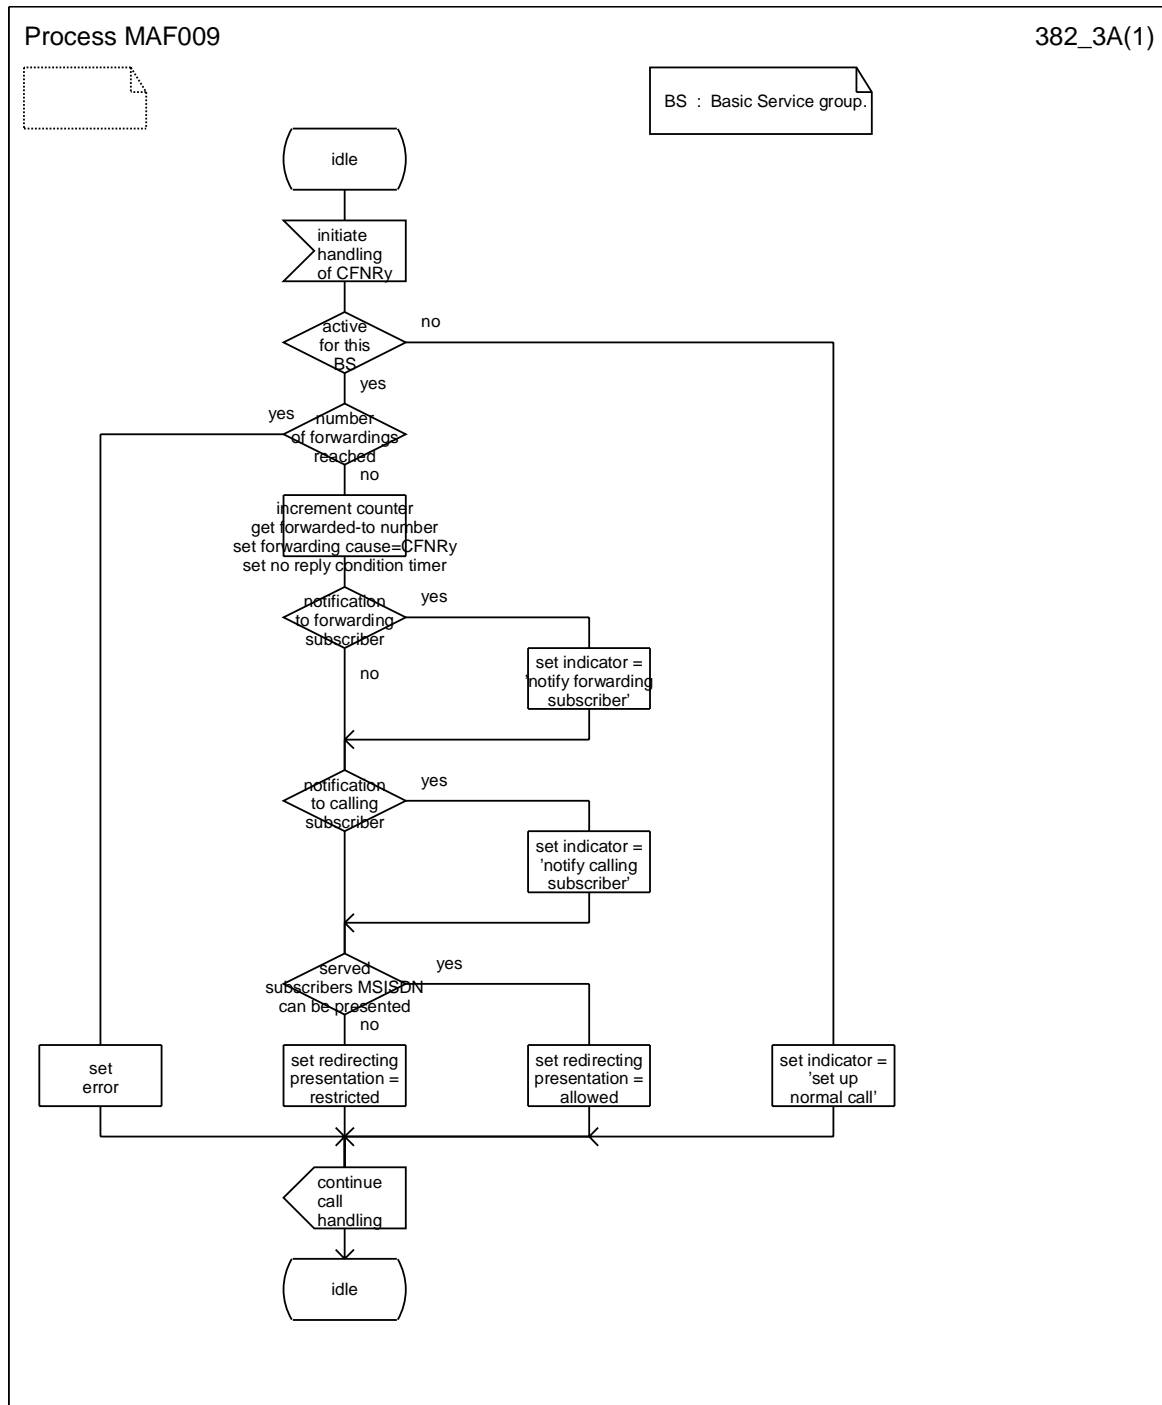 Process MAF009
382_3A(1)
BS : Basic Service group.
idle
initiate
handling
of CFNRy
active
for this
BS
no
yes
number
of forwardings
reached
yes
no
increment counter
get forwarded-to number
set forwarding cause=CFNRy
set no reply condition timer
notification
to forwarding
subscriber
yes
no
set indicator =
'notify forwarding
subscriber'
notification
to calling
subscriber
yes
set indicator =
'notify calling
subscriber'
served
subscribers MSISDN
can be presented
yes
no
set
error
set redirecting
presentation =
restricted
set redirecting
presentation =
allowed
set indicator =
'set up
normal call'
continue
call
handling
idle